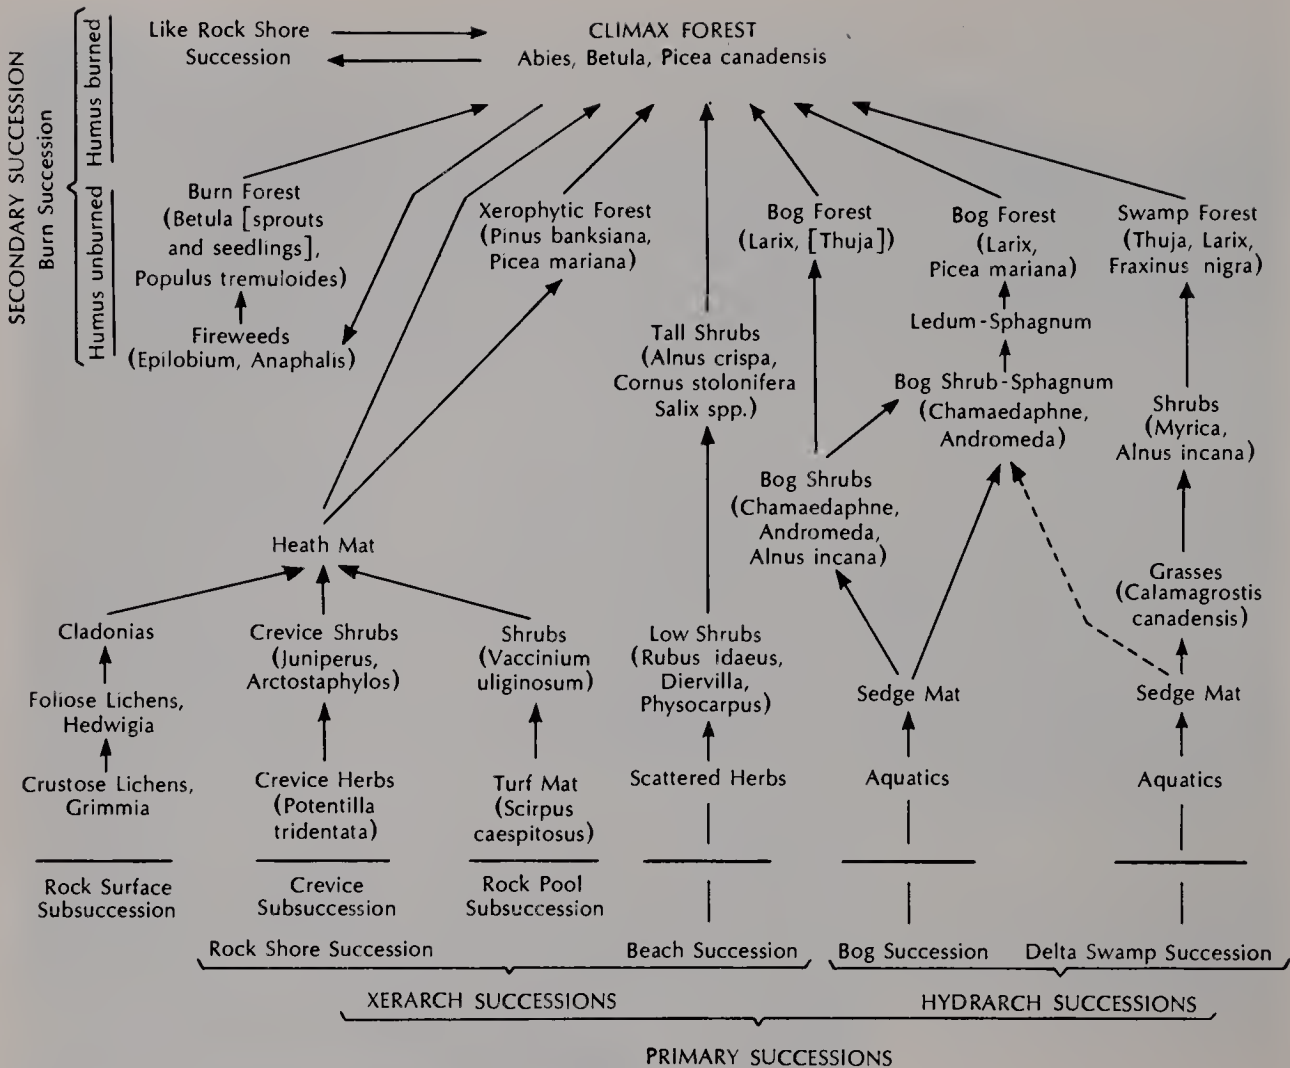 SECONDARY SUCCESSION
Burn Succession
Humus burned
Humus unburned
Like Rock Shore
Succession
CLIMAX FOREST
Abies, Betula, Picea canadensis
Burn Forest
(Betula [sprouts
and seedlings],
Populus tremuloides)
Fireweeds
(Epilobium, Anaphalis)
Xerophytic Forest
(Pinus banksiana,
Picea mariana)
Bog Forest
(Larix, [Thuja])
Bog Forest
(Larix,
Picea mariana)
Swamp Forest
(Thuja, Larix,
Fraxinus nigra)
Ledum-Sphagnum
Tall Shrubs
(Alnus crispa,
Cornus stolonifera
Salix spp.)
Bog Shrub-Sphagnum
(Chamaedaphne,
Andromeda)
Shrubs
(Myrica,
Alnus incana)
Bog Shrubs
(Chamaedaphne,
Andromeda,
Alnus incana)
Heath Mat
Grasses
(Calamagrostis
canadensis)
Cladonias
Crevice Shrubs
(Juniperus,
Arctostaphylos)
Shrubs
(Vaccinium
uliginosum)
Low Shrubs
(Rubus idaeus,
Diervilla,
Physocarpus)
Sedge Mat
Sedge Mat
Foliose Lichens,
Hedwigia
Crustose Lichens,
Grimmia
Crevice Herbs
(Potentilla
tridentata)
Turf Mat
(Scirpus
caespitosus)
Scattered Herbs
Aquatics
Aquatics
Rock Surface
Subsuccession
Crevice
Subsuccession
Rock Pool
Subsuccession
Rock Shore Succession
Beach Succession
Bog Succession
Delta Swamp Succession
XERARCH SUCCESSIONS
HYDRARCH SUCCESSIONS
PRIMARY SUCCESSIONS